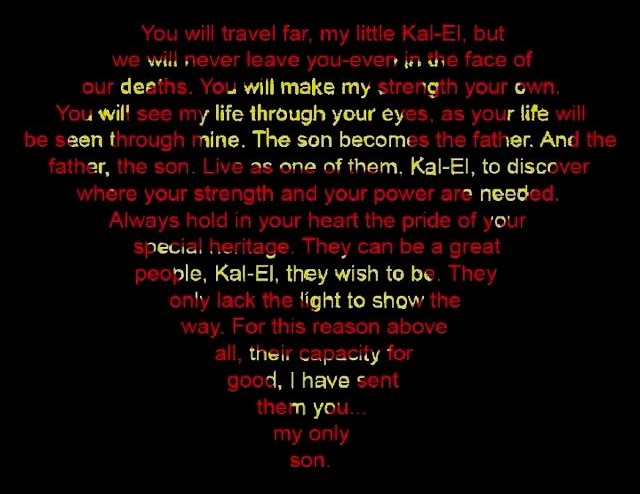 You will travel far, my little Kal-El, but
we will never leave you-even in the face of
our deaths. You will make my strength your own.
You will see my life through your eyes, as your life will
be seen through mine. The son becomes the father. And the
father, the son. Live as one of them, Kal-El, to discover
where your strength and your power are needed.
Always hold in your heart the pride of your
special heritage. They can be a great
people, Kal-El, they wish to be. They
only lack the light to show the
way. For this reason above
all, their capacity for
good, I have sent
them you...
my only
son.